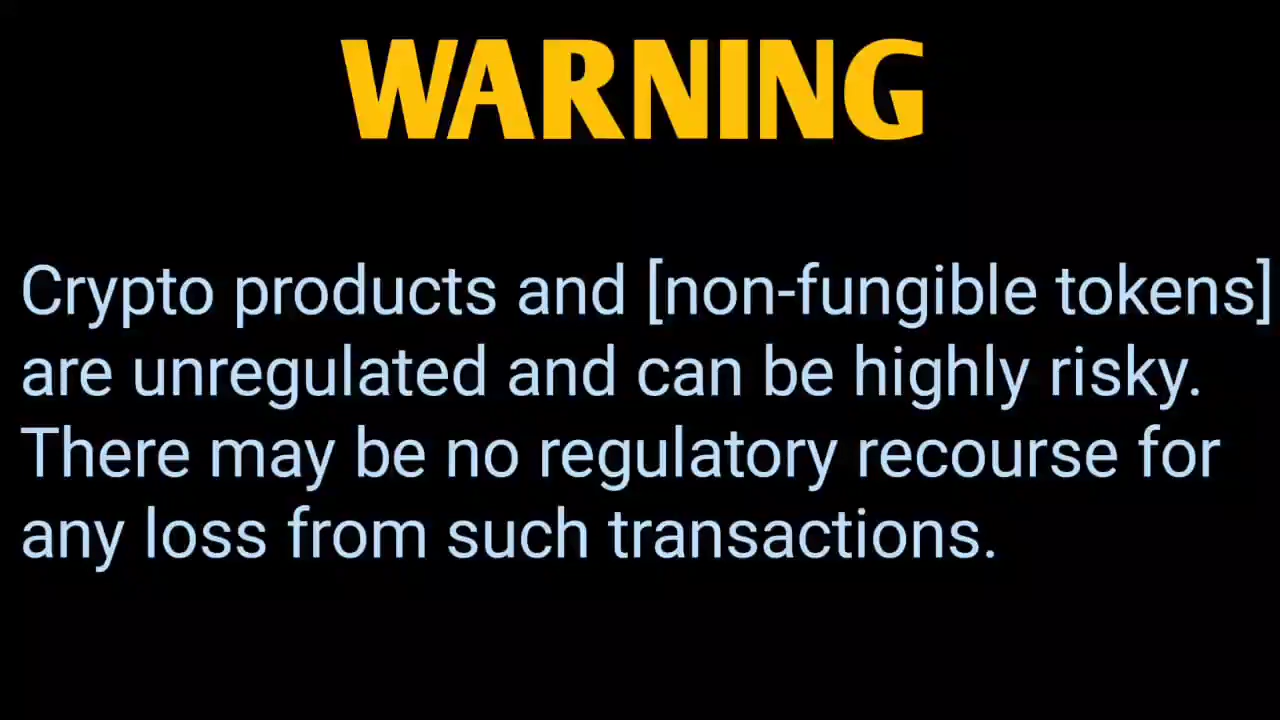 WARNING
Crypto products and [non-fungible tokens]
are unregulated and can be highly risky.
There may be no regulatory recourse for
any loss from such transactions.